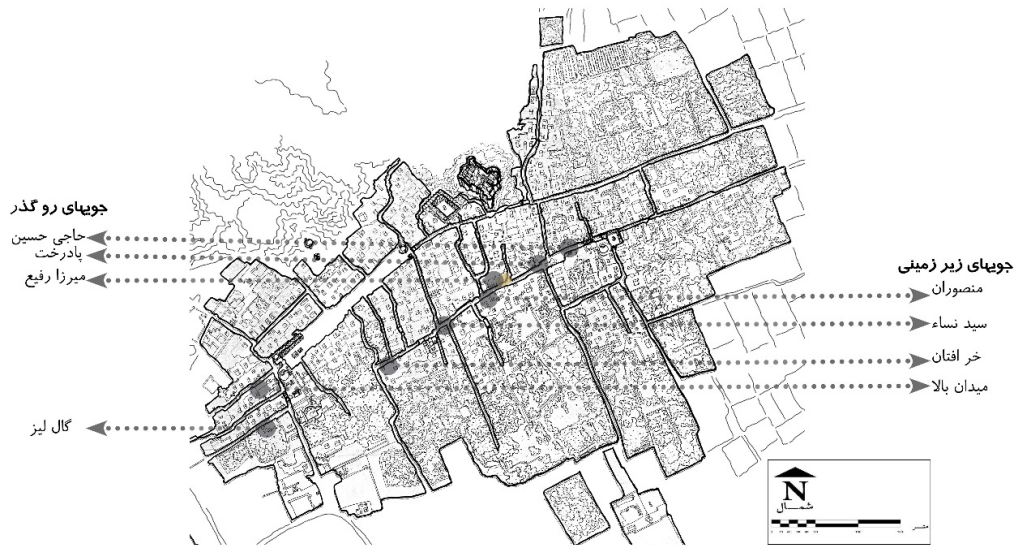 جویهای رو گذر
حاجی حسین
پادرخت
میرزا رفیع
گال لیز
جویهای زیر زمینی
منصوران
سید نساء
خر افتان
میدان بالا
N
شمال
متر